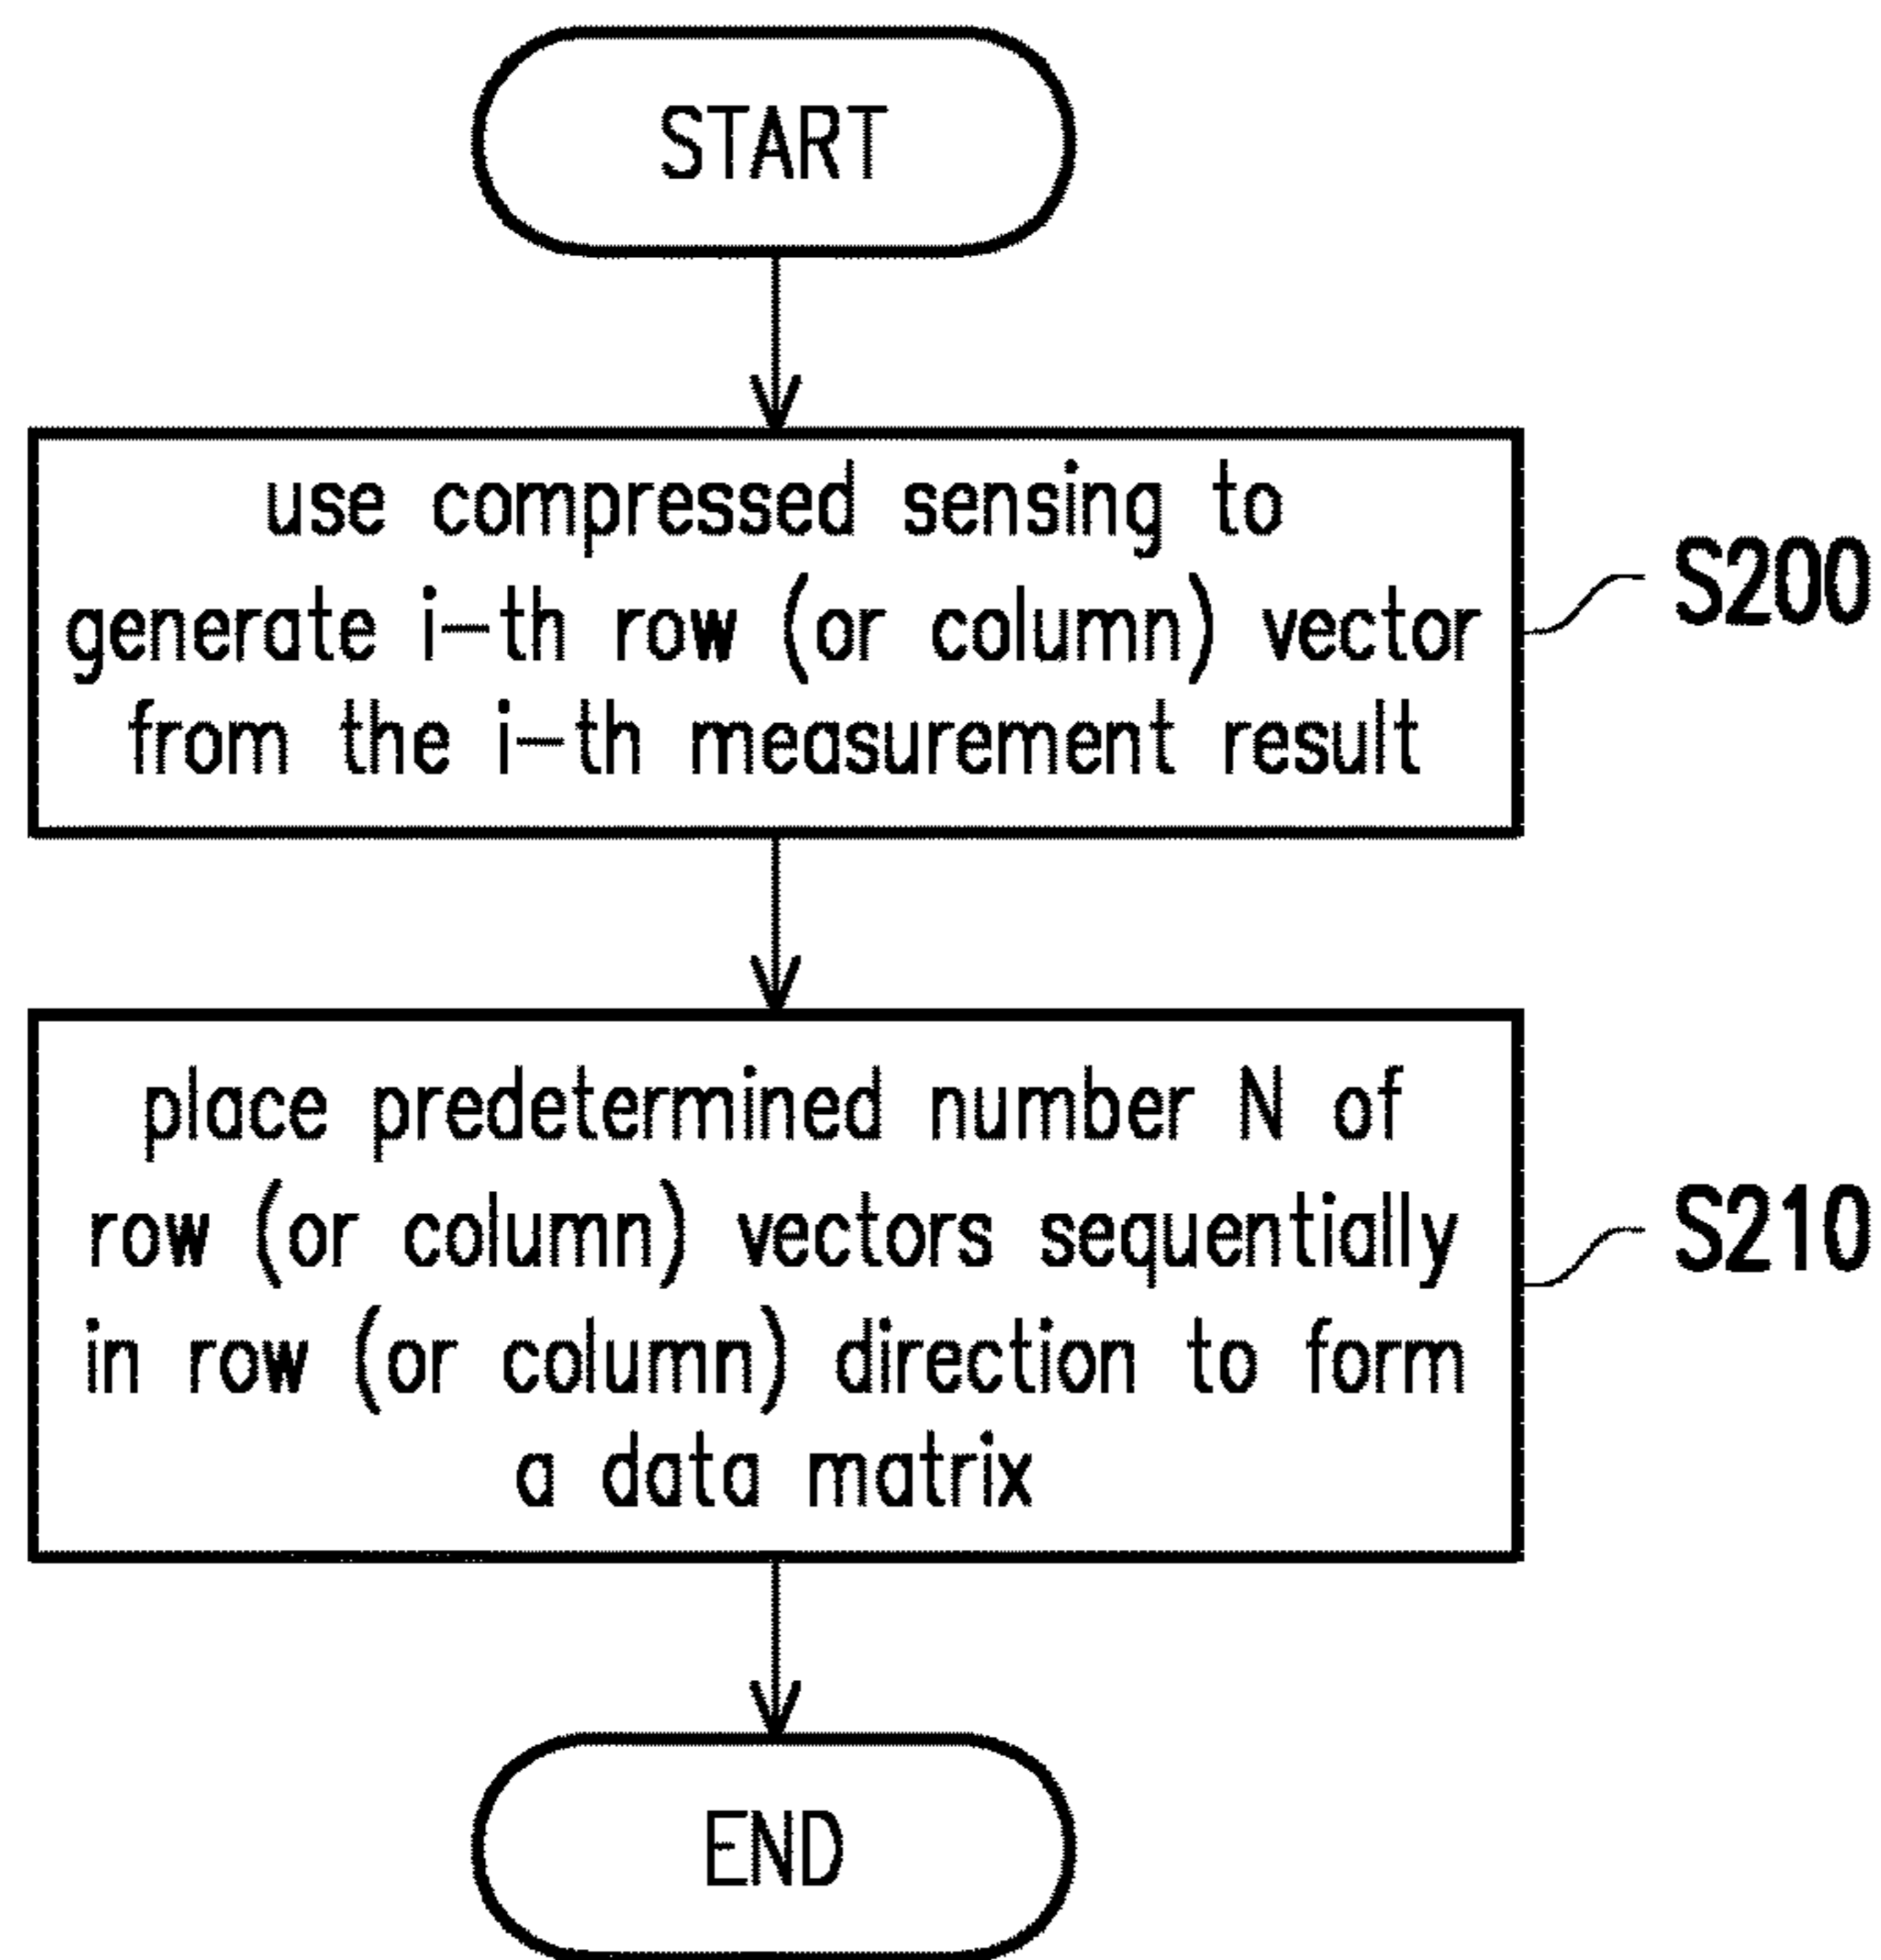 START
use compressed sensing to
generate i-th row (or column) vector
from the i-th measurement result
S200
place predetermined number N of
row (or column) vectors sequentially
in row (or column) direction to form
a data matrix
S210
END